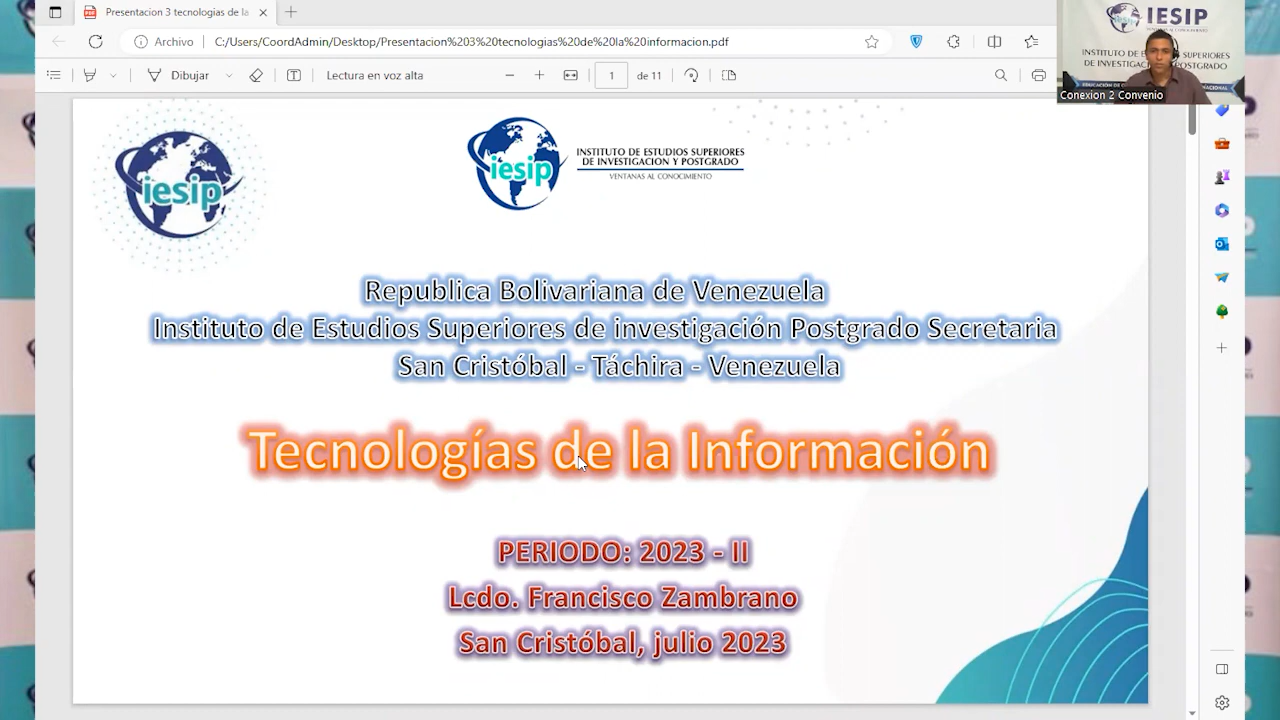 Presentacion 3 tecnologias de la
Archivo
C:/Users/CoordAdmin/Desktop/Presentacion%203%20tecnologias%20de%20la%20informacion.pdf
Dibujar
Lectura en voz alta
1
de 11
IESIP
VENTANAS AL CONOCIMIENTO
INSTITUTO DE ESTUDIOS SUPERIORES
DE INVESTIGACIÓN Y POSTGRADO
Conexion 2 Convenio
iesip
iesip
INSTITUTO DE ESTUDIOS SUPERIORES
DE INVESTIGACION Y POSTGRADO
VENTANAS AL CONOCIMIENTO
Republica Bolivariana de Venezuela
Instituto de Estudios Superiores de investigación Postgrado Secretaria
San Cristóbal - Táchira - Venezuela
Tecnologías de la Información
PERIODO: 2023 - II
Lcdo. Francisco Zambrano
San Cristóbal, julio 2023